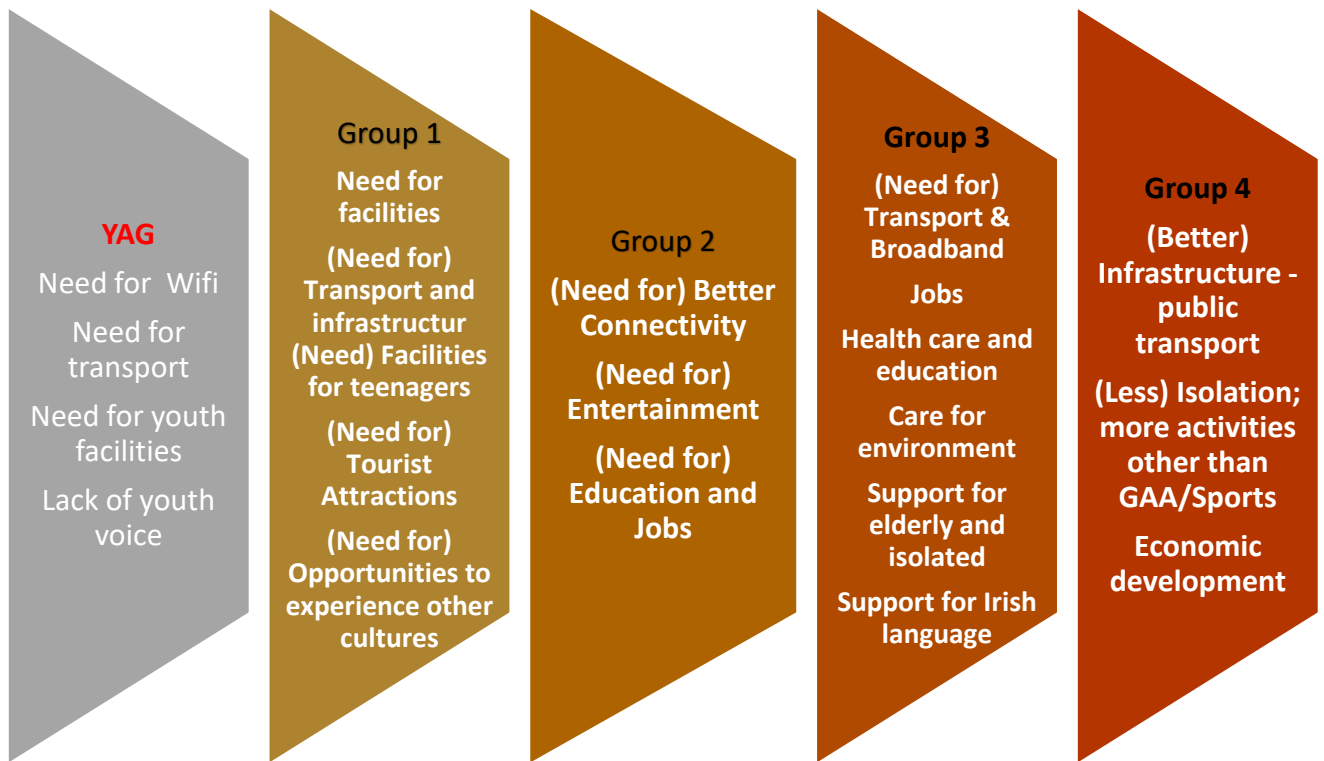 YAG
Need for Wifi
Need for
transport
Need for youth
facilities
Lack of youth
voice
Group 1
Need for
facilities
(Need for)
Transport and
infrastructur
(Need) Facilities
for teenagers
(Need for)
Tourist
Attractions
(Need for)
Opportunities to
experience other
cultures
Group 2
(Need for) Better
Connectivity
(Need for)
Entertainment
(Need for)
Education and
Jobs
Group 3
(Need for)
Transport &
Broadband
Jobs
Health care and
education
Care for
environment
Support for
elderly and
isolated
Support for Irish
language
Group 4
(Better)
Infrastructure -
public
transport
(Less) Isolation;
more activities
other than
GAA/Sports
Economic
development